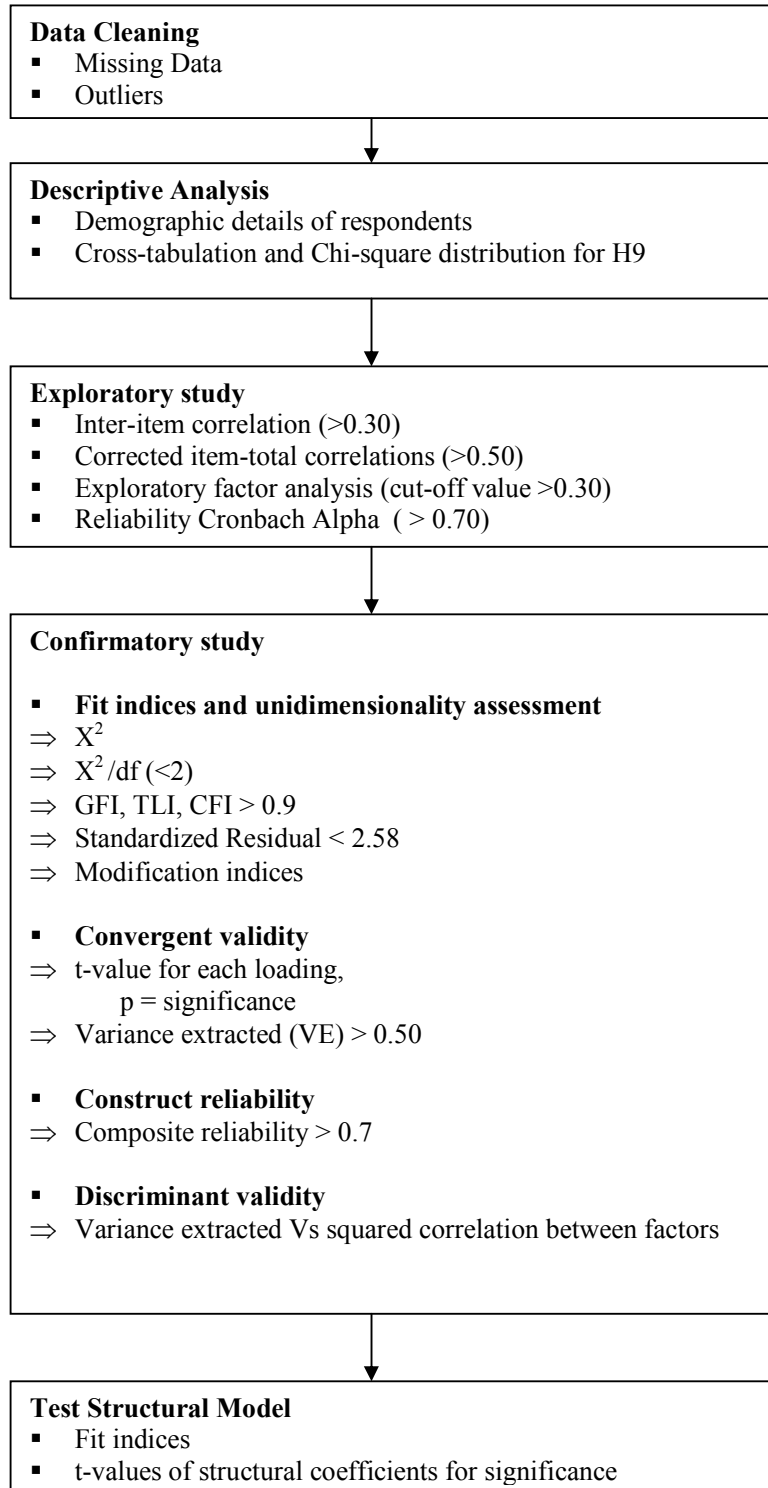 Data Cleaning
▪ Missing Data
▪ Outliers
Descriptive Analysis
▪ Demographic details of respondents
▪ Cross-tabulation and Chi-square distribution for H9
Exploratory study
▪ Inter-item correlation (>0.30)
▪ Corrected item-total correlations (>0.50)
▪ Exploratory factor analysis (cut-off value >0.30)
▪ Reliability Cronbach Alpha ( > 0.70)
Confirmatory study
▪ Fit indices and unidimensionality assessment
⇒ X²
⇒ X² /df (<2)
⇒ GFI, TLI, CFI > 0.9
⇒ Standardized Residual < 2.58
⇒ Modification indices
▪ Convergent validity
⇒ t-value for each loading,
p = significance
⇒ Variance extracted (VE) > 0.50
▪ Construct reliability
⇒ Composite reliability > 0.7
▪ Discriminant validity
⇒ Variance extracted Vs squared correlation between factors
Test Structural Model
▪ Fit indices
▪ t-values of structural coefficients for significance